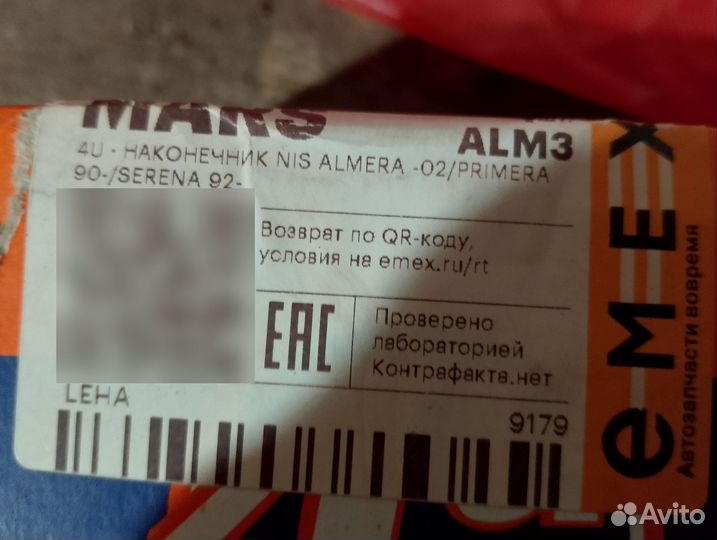 MARS
ALM3
4U - НАКОНЕЧНИК NIS ALMERA -02/PRIMERA
90-/SERENA 92-
Возврат по QR-коду,
условия на emex.ru/rt
EAC
Проверено
лабораторией
Контрафакта.нет
LEHA
9179
eMEX
Автозапчасти вовремя
Avito